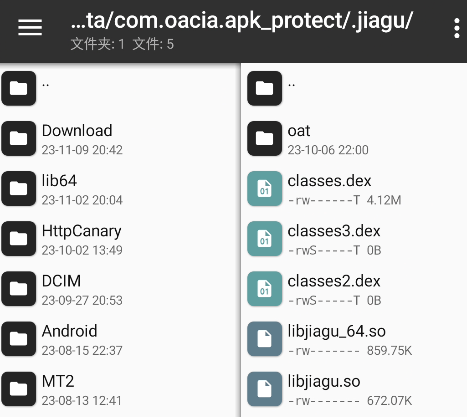 …ta/com.oacia.apk_protect/.jiagu/
文件夹: 1 文件: 5
..
Download
23-11-09 20:42
lib64
23-11-02 20:04
HttpCanary
23-10-02 13:49
DCIM
23-09-27 20:53
Android
23-08-15 22:37
MT2
23-08-13 12:41
..
oat
23-10-06 22:00
classes.dex
-rw------T 4.12M
classes3.dex
-rwS-----T 0B
classes2.dex
-rwS-----T 0B
libjiagu_64.so
-rw------- 859.75K
libjiagu.so
-rw------- 672.07K